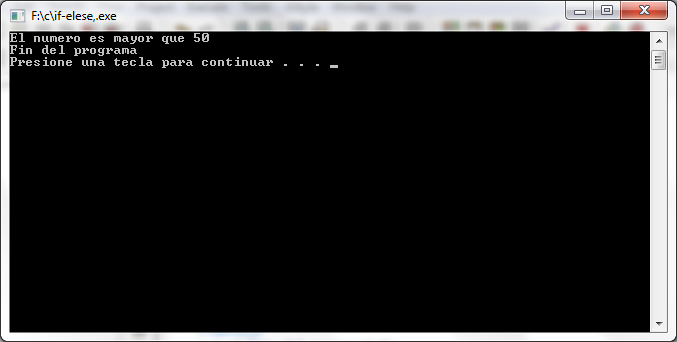 F:\c\if-elese,.exe
El numero es mayor que 50
Fin del programa
Presione una tecla para continuar . . . _